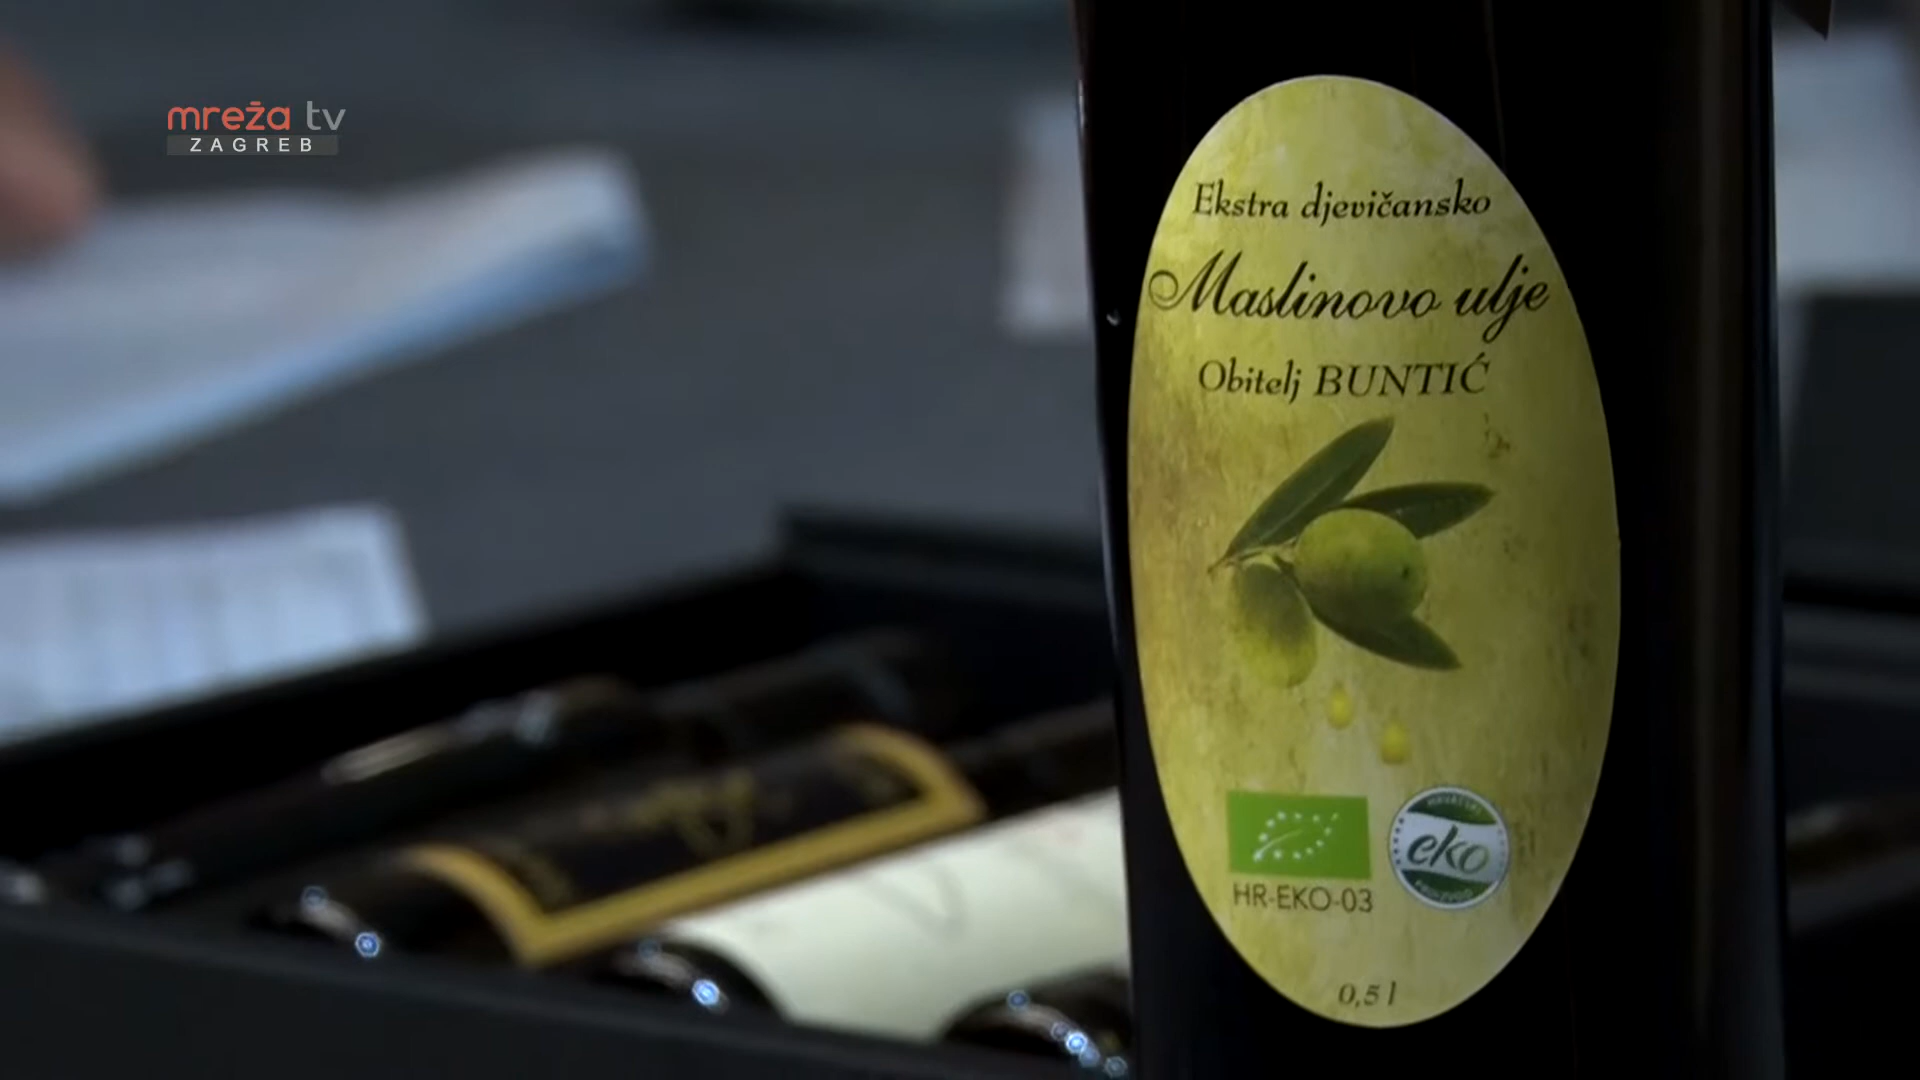 mreža tv
ZAGREB
Ekstra djevičansko
Maslinovo ulje
Obitelj BUNTIĆ
eko
HR-EKO-03
0,5 l